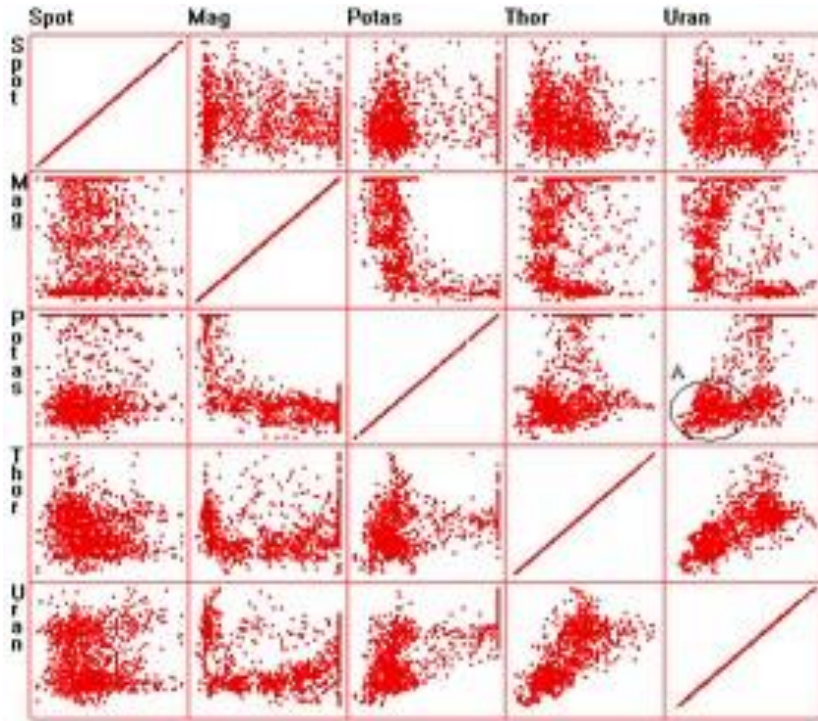 Spot Mag Potas Thor Uran
Spot
Mag
Potas
A
Thor
Uran